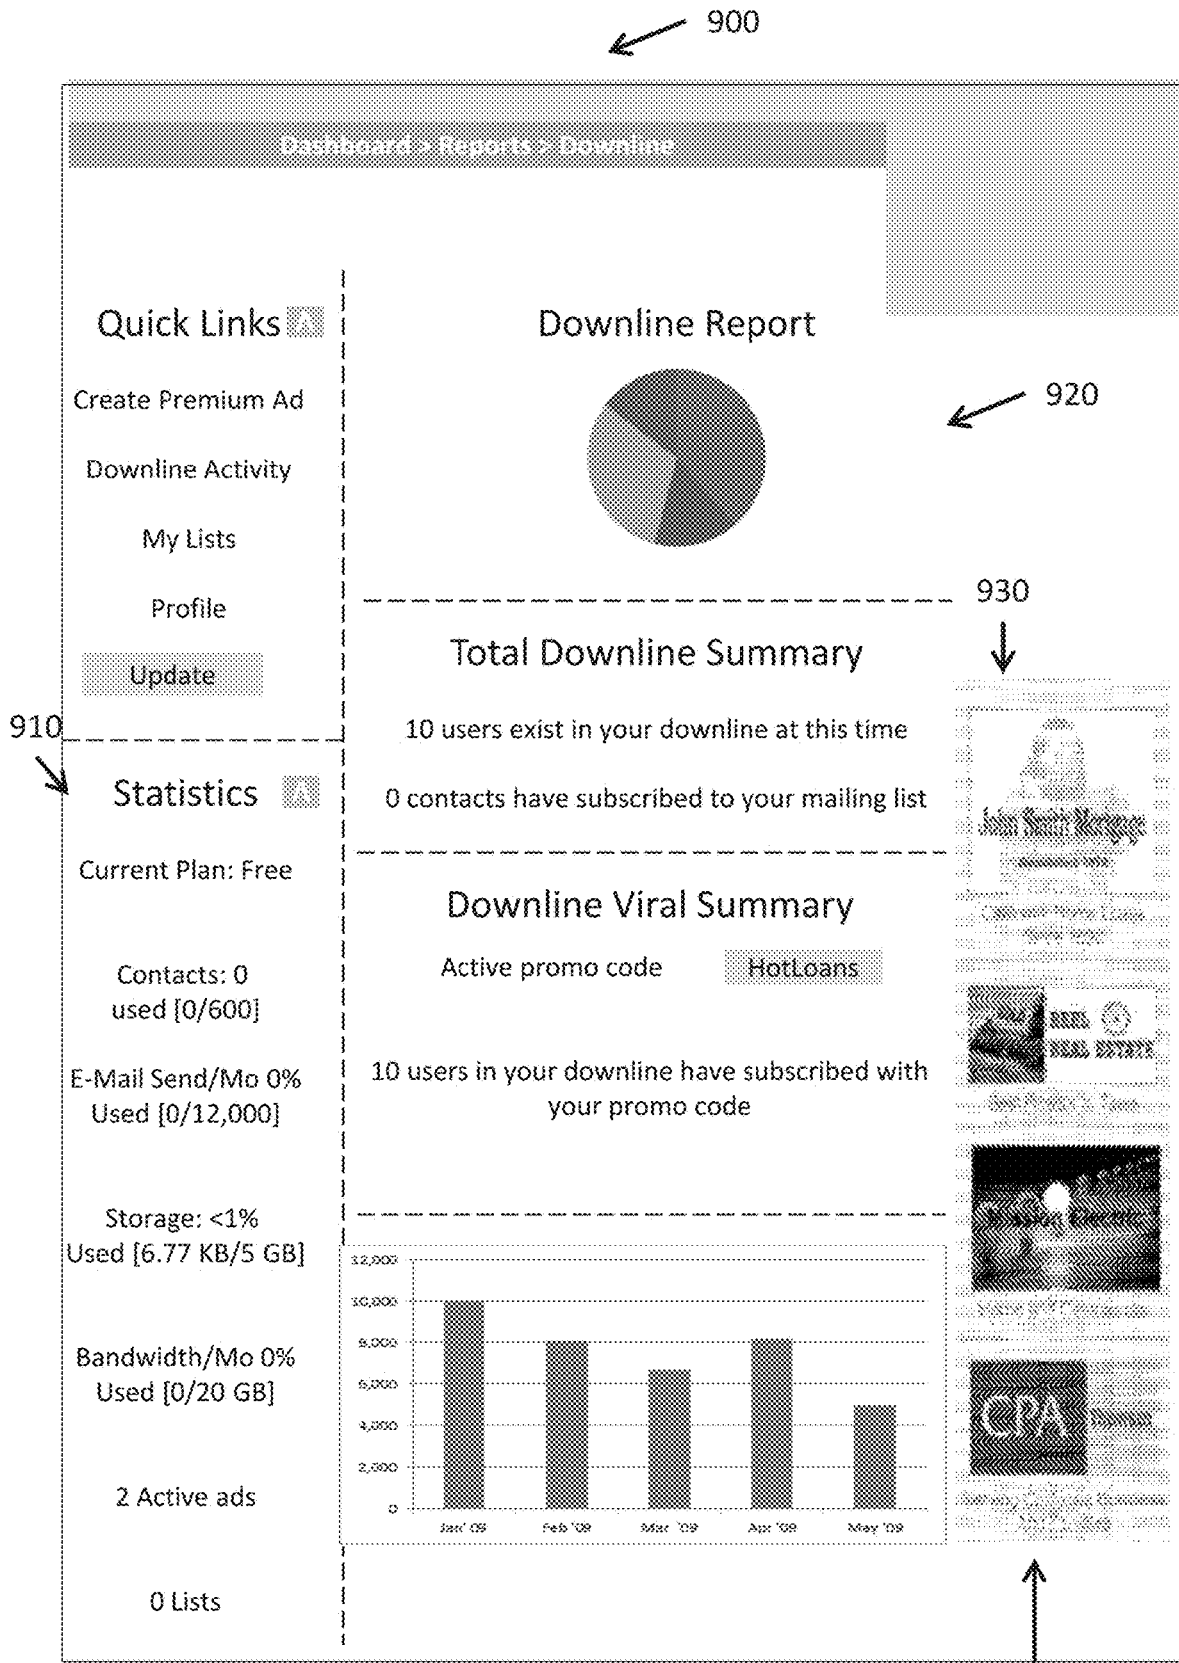 900
Dashboard > Reports > Downline
Quick Links
Create Premium Ad
Downline Activity
My Lists
Profile
Update
910
Statistics
Current Plan: Free
Contacts: 0
used [0/600]
E-Mail Send/Mo 0%
Used [0/12,000]
Storage: <1%
Used [6.77 KB/5 GB]
Bandwidth/Mo 0%
Used [0/20 GB]
2 Active ads
0 Lists
Downline Report
920
Total Downline Summary
10 users exist in your downline at this time
0 contacts have subscribed to your mailing list
Downline Viral Summary
Active promo code HotLoans
10 users in your downline have subscribed with
your promo code
12,000
10,000
8,000
6,000
4,000
2,000
0
Jan' 09 Feb '09 Mar '09 Apr '09 May '09
930
John Smith Mortgage
REAL ESTATE
Electric
CPA